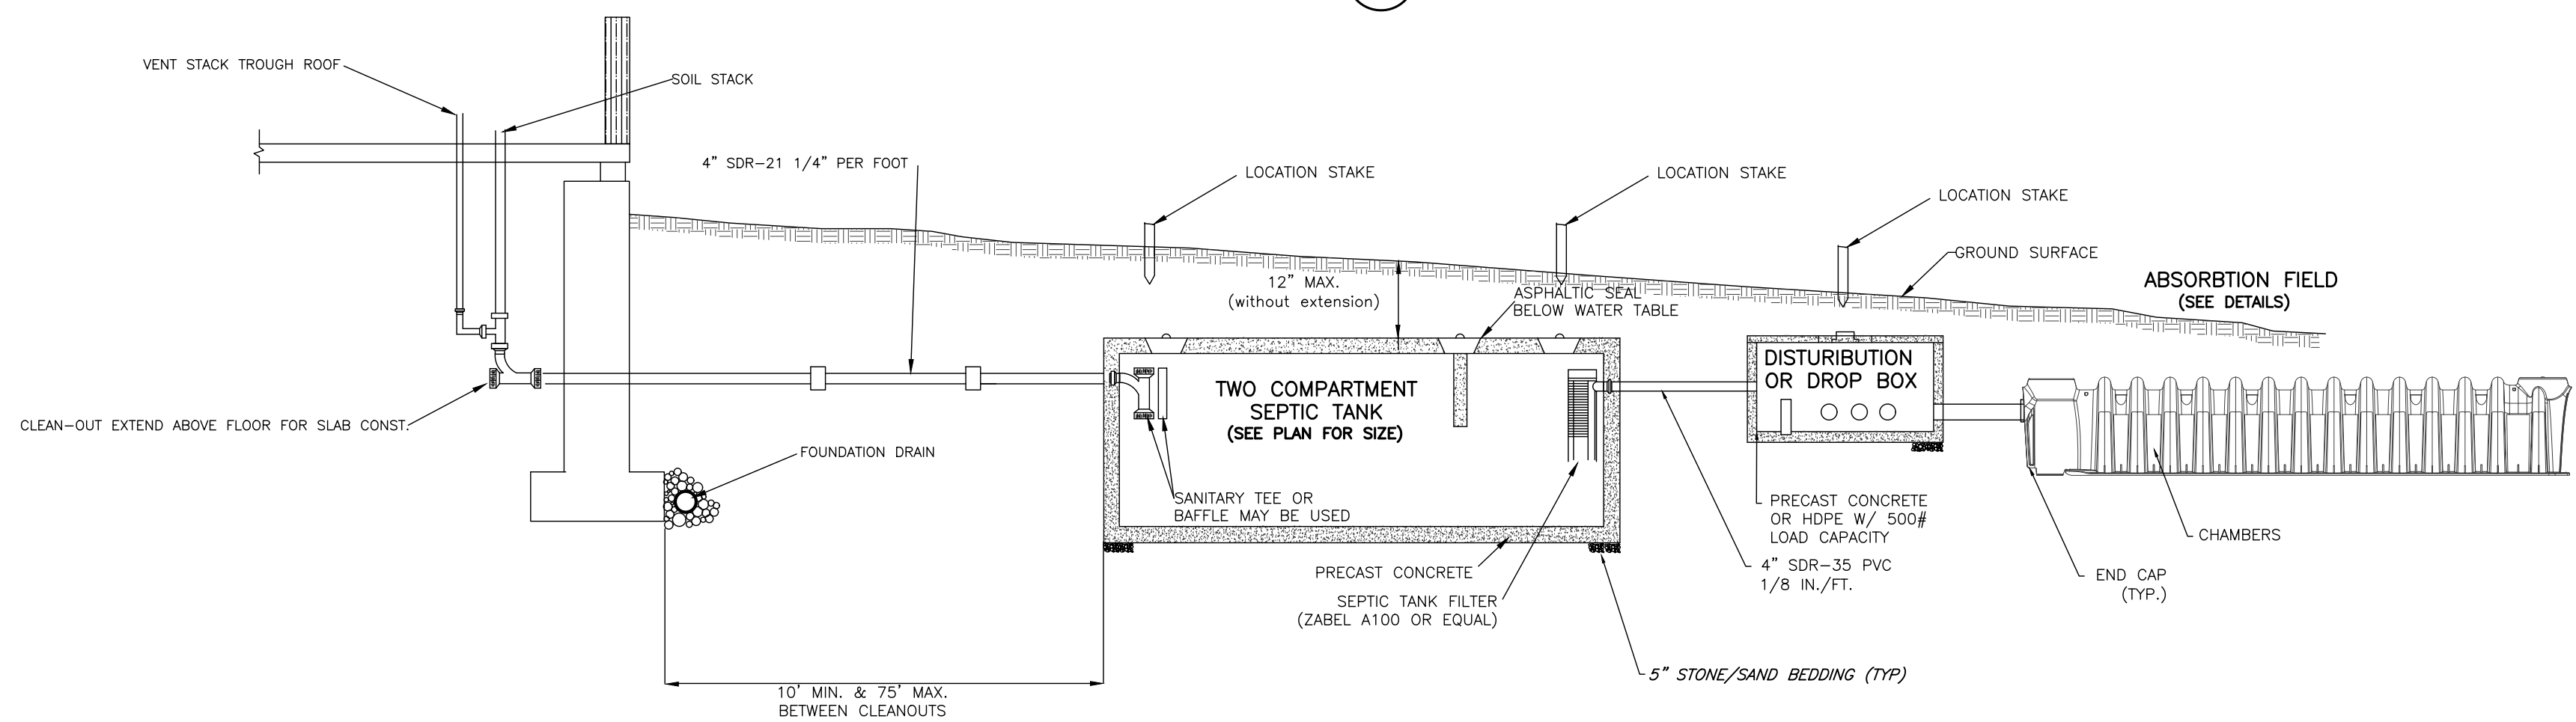 VENT STACK TROUGH ROOF
SOIL STACK
4" SDR-21 1/4" PER FOOT
LOCATION STAKE
LOCATION STAKE
LOCATION STAKE
GROUND SURFACE
ABSORBTION FIELD
(SEE DETAILS)
12" MAX.
(without extension)
ASPHALTIC SEAL
BELOW WATER TABLE
DISTURIBUTION
OR DROP BOX
TWO COMPARTMENT
SEPTIC TANK
(SEE PLAN FOR SIZE)
CLEAN-OUT EXTEND ABOVE FLOOR FOR SLAB CONST.
FOUNDATION DRAIN
SANITARY TEE OR
BAFFLE MAY BE USED
PRECAST CONCRETE
OR HDPE W/ 500#
LOAD CAPACITY
CHAMBERS
PRECAST CONCRETE
4" SDR-35 PVC
1/8 IN./FT.
END CAP
(TYP.)
SEPTIC TANK FILTER
(ZABEL A100 OR EQUAL)
5" STONE/SAND BEDDING (TYP)
10' MIN. & 75' MAX.
BETWEEN CLEANOUTS